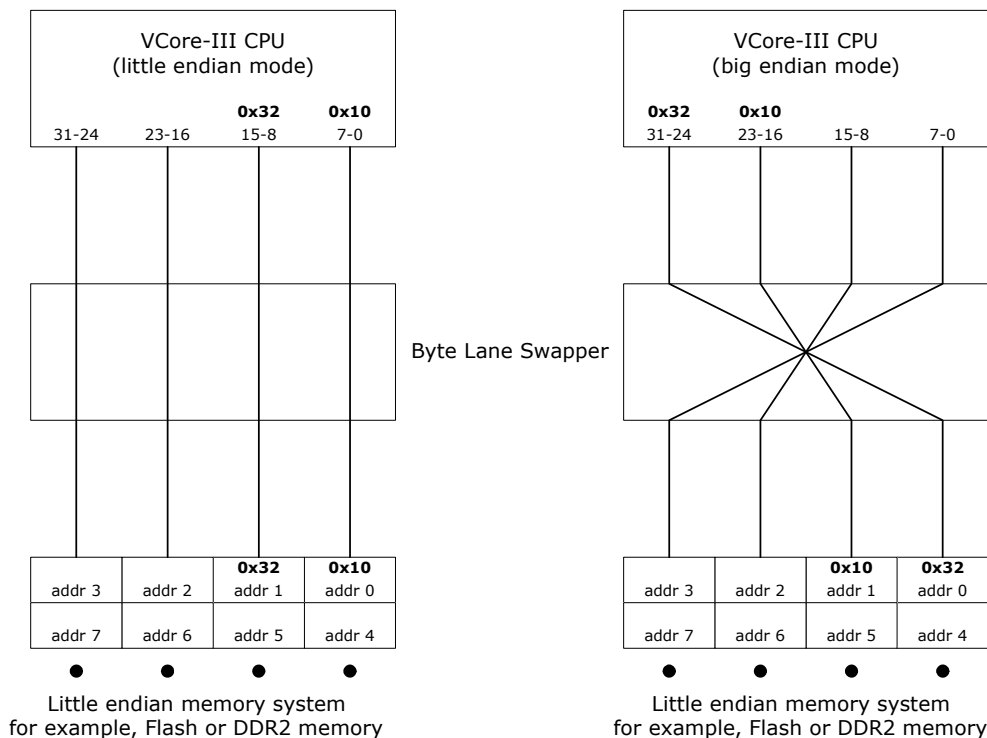 VCore-III CPU
(little endian mode)
0x32 0x10
31-24 23-16 15-8 7-0
VCore-III CPU
(big endian mode)
0x32 0x10
31-24 23-16 15-8 7-0
Byte Lane Swapper
0x32 0x10
addr 3 addr 2 addr 1 addr 0
addr 7 addr 6 addr 5 addr 4
Little endian memory system
for example, Flash or DDR2 memory
0x10 0x32
addr 3 addr 2 addr 1 addr 0
addr 7 addr 6 addr 5 addr 4
Little endian memory system
for example, Flash or DDR2 memory